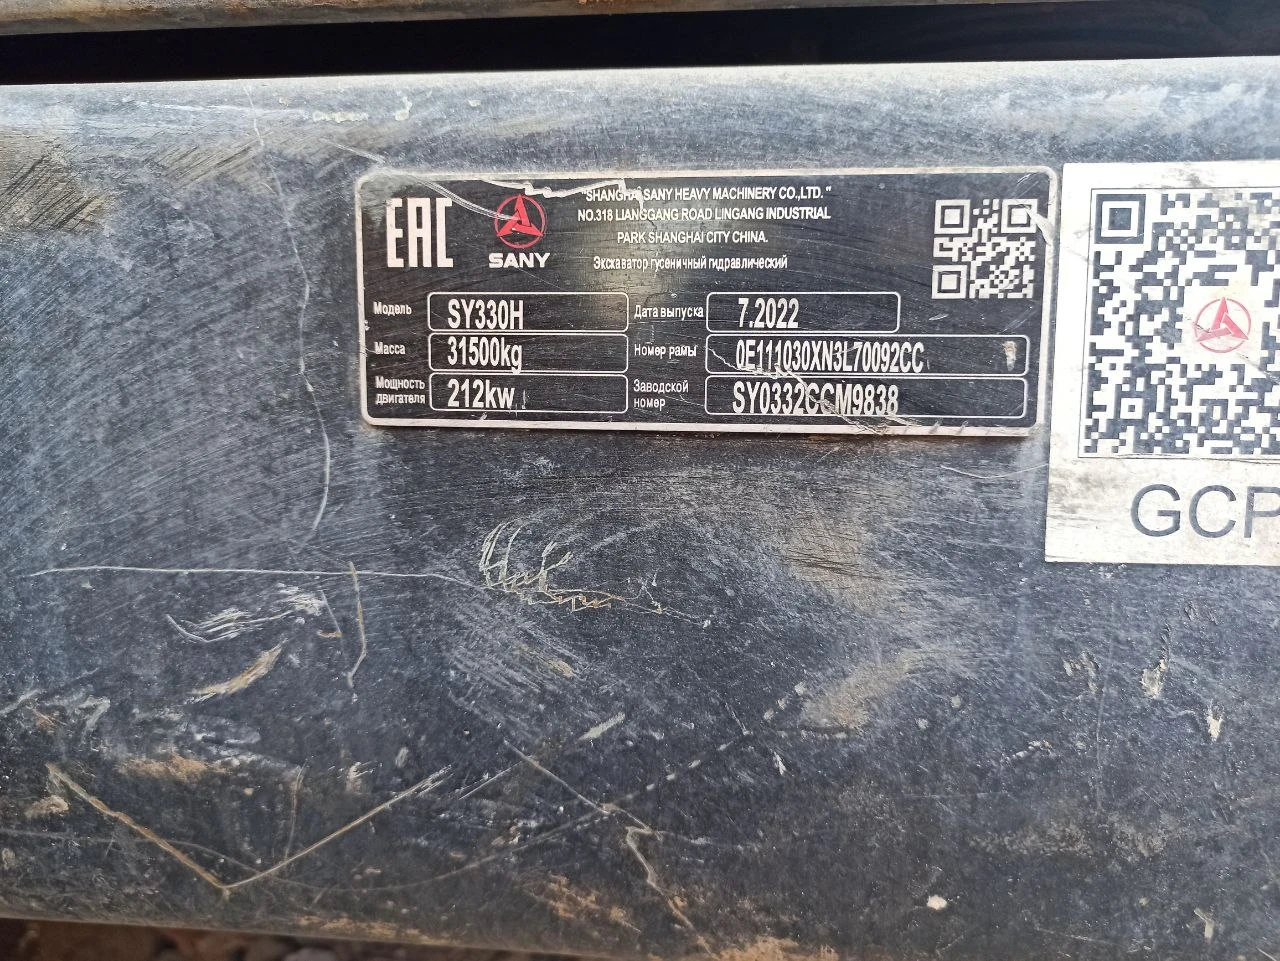 EAC
SANY
"SHANGHAI SANY HEAVY MACHINERY CO.,LTD. "
NO.318 LIANGGANG ROAD LINGANG INDUSTRIAL
PARK SHANGHAI CITY CHINA.
Экскаватор гусеничный гидравлический
Модель SY330H Дата выпуска 7.2022
Масса 31500kg Номер рамы 0E111030XN3L70092CC
Мощность двигателя 212kw Заводской номер SY0332CCM9838
GCP